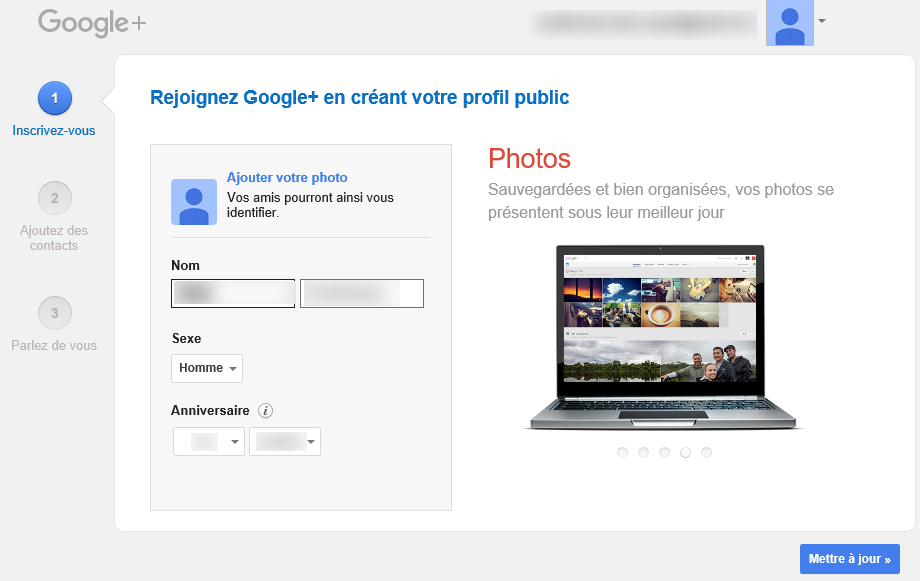 Google+
1
Inscrivez-vous
2
Ajoutez des
contacts
3
Parlez de vous
Rejoignez Google+ en créant votre profil public
Ajouter votre photo
Vos amis pourront ainsi vous
identifier.
Nom
Sexe
Homme
Anniversaire i
Photos
Sauvegardées et bien organisées, vos photos se
présentent sous leur meilleur jour
Mettre à jour »